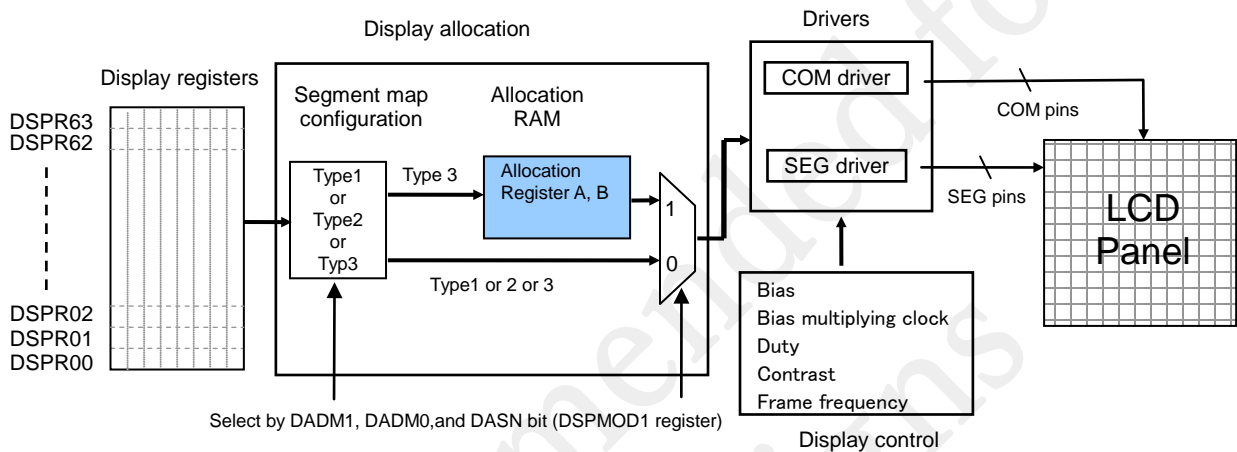 Drivers
Display allocation
Display registers
COM driver
SEG driver
COM pins
SEG pins
LCD
Panel
Segment map
configuration
Allocation
RAM
DSPR63
DSPR62
DSPR02
DSPR01
DSPR00
Type1
or
Type2
or
Typ3
Type 3
Allocation
Register A, B
1
0
Type1 or 2 or 3
Bias
Bias multiplying clock
Duty
Contrast
Frame frequency
Select by DADM1, DADM0,and DASN bit (DSPMOD1 register)
Display control